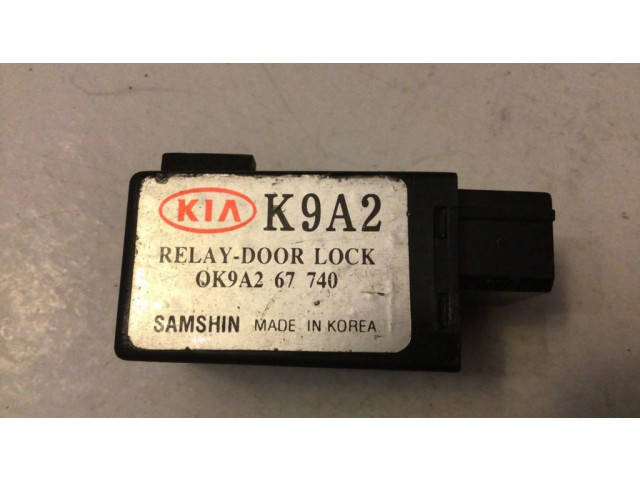 KIA K9A2
RELAY-DOOR LOCK
OK9A2 67 740
SAMSHIN MADE IN KOREA